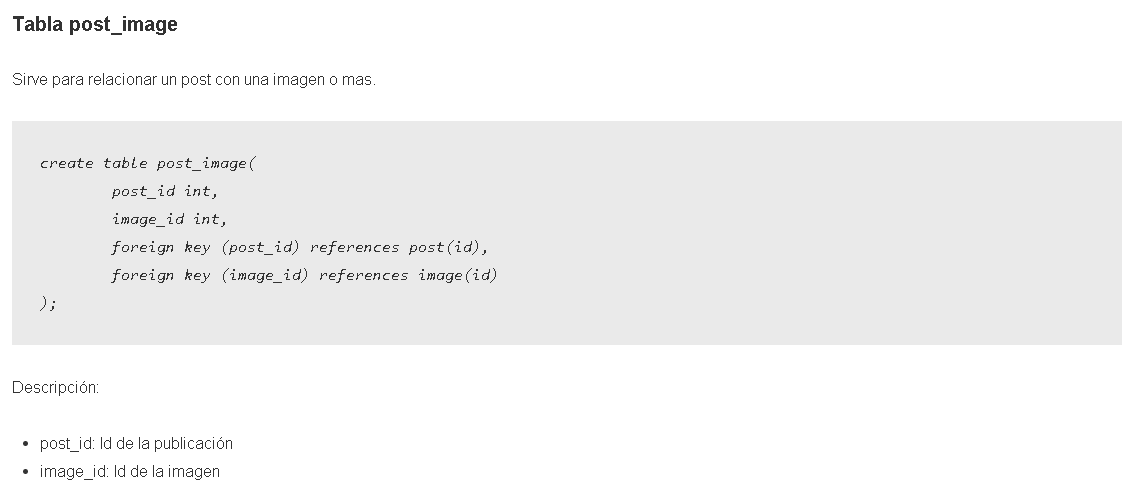 Tabla post_image
Sirve para relacionar un post con una imagen o mas.
create table post_image(
post_id int,
image_id int,
foreign key (post_id) references post(id),
foreign key (image_id) references image(id)
);
Descripción:
• post_id: Id de la publicación
• image_id: Id de la imagen